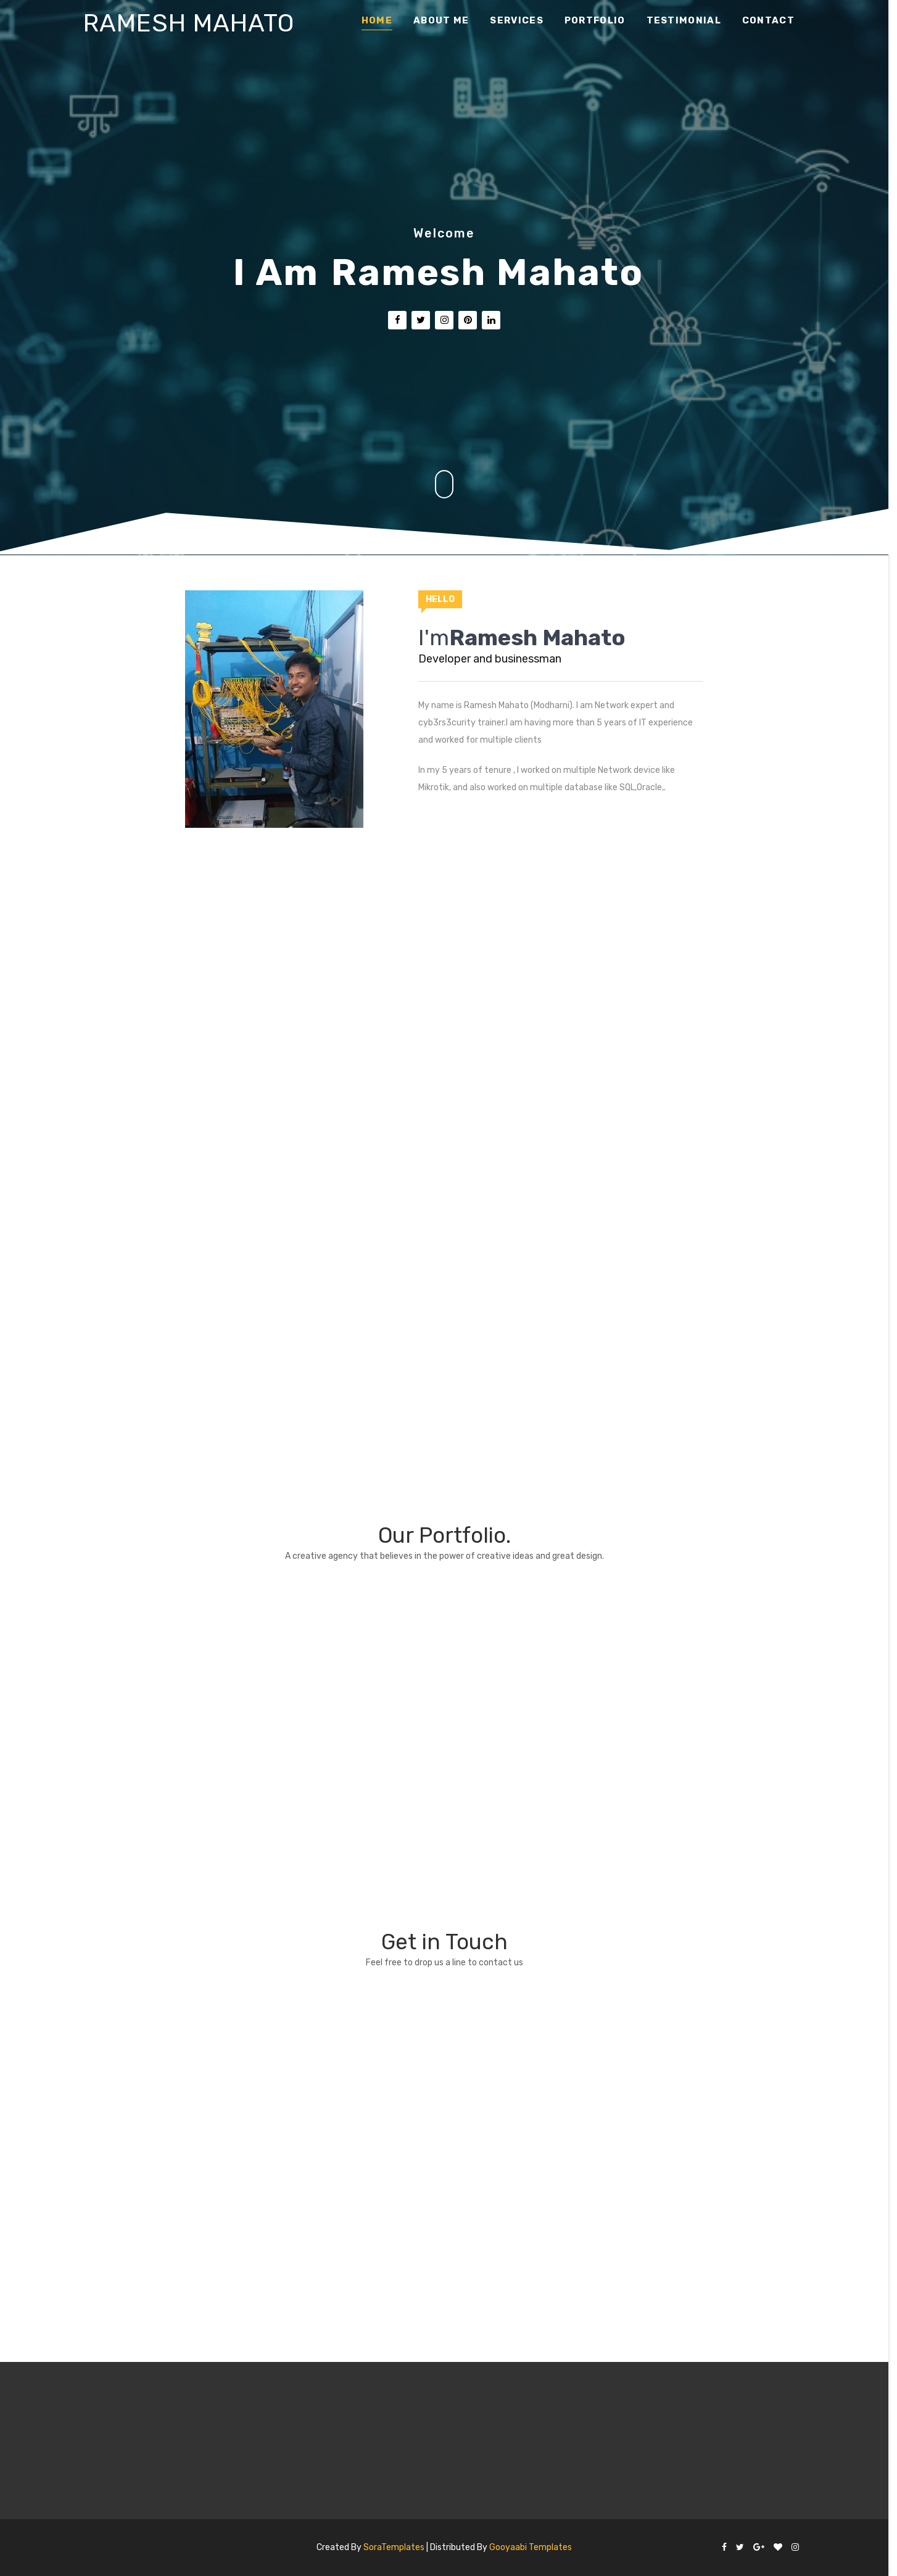 RAMESH MAHATO
HOME ABOUT ME SERVICES PORTFOLIO TESTIMONIAL CONTACT
Welcome
I Am Ramesh Mahato
HELLO
I'mRamesh Mahato
Developer and businessman
My name is Ramesh Mahato (Modharni). I am Network expert and
cyb3rs3curity trainer.I am having more than 5 years of IT experience
and worked for multiple clients
In my 5 years of tenure , I worked on multiple Network device like
Mikrotik, and also worked on multiple database like SQL,Oracle,.
Our Portfolio.
A creative agency that believes in the power of creative ideas and great design.
Get in Touch
Feel free to drop us a line to contact us
Created By SoraTemplates | Distributed By Gooyaabi Templates